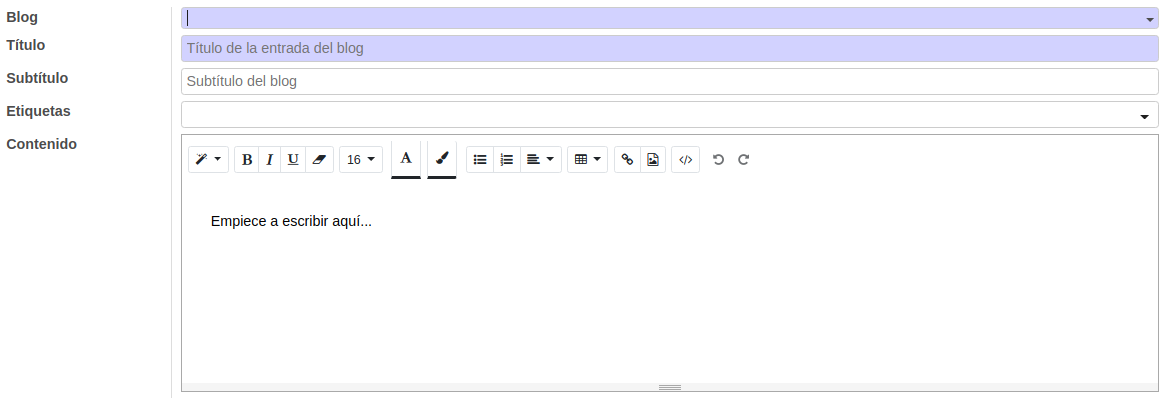 Blog
Título
Título de la entrada del blog
Subtítulo
Subtítulo del blog
Etiquetas
Contenido
B I U 16 A
Empiece a escribir aquí...